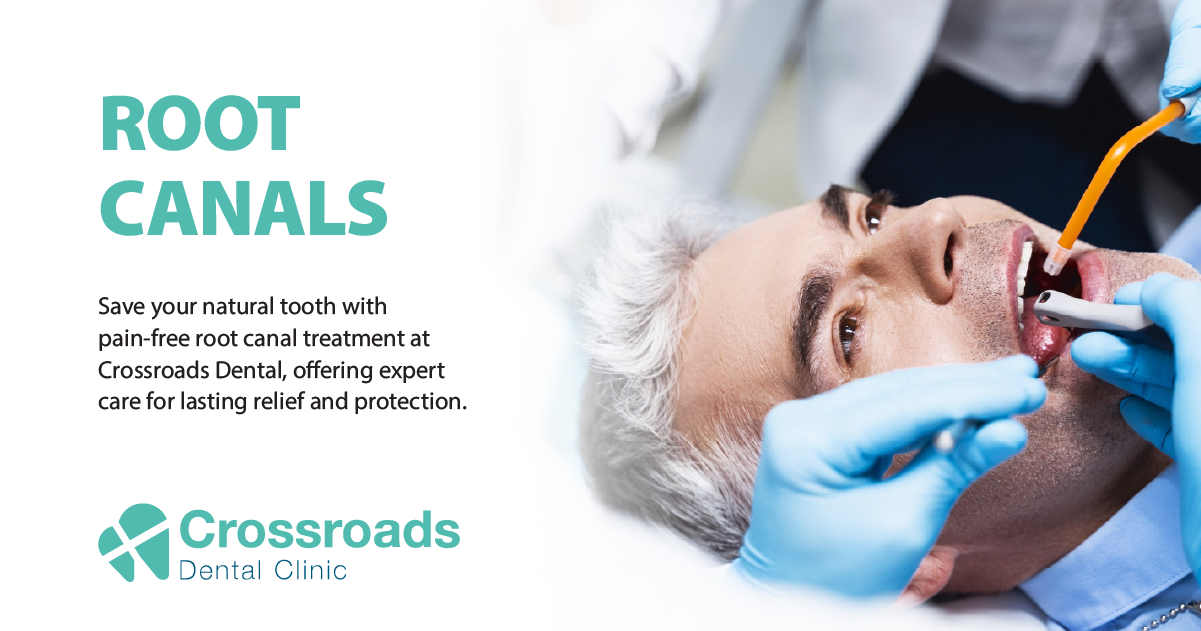 ROOT
CANALS
Save your natural tooth with
pain-free root canal treatment at
Crossroads Dental, offering expert
care for lasting relief and protection.
Crossroads
Dental Clinic